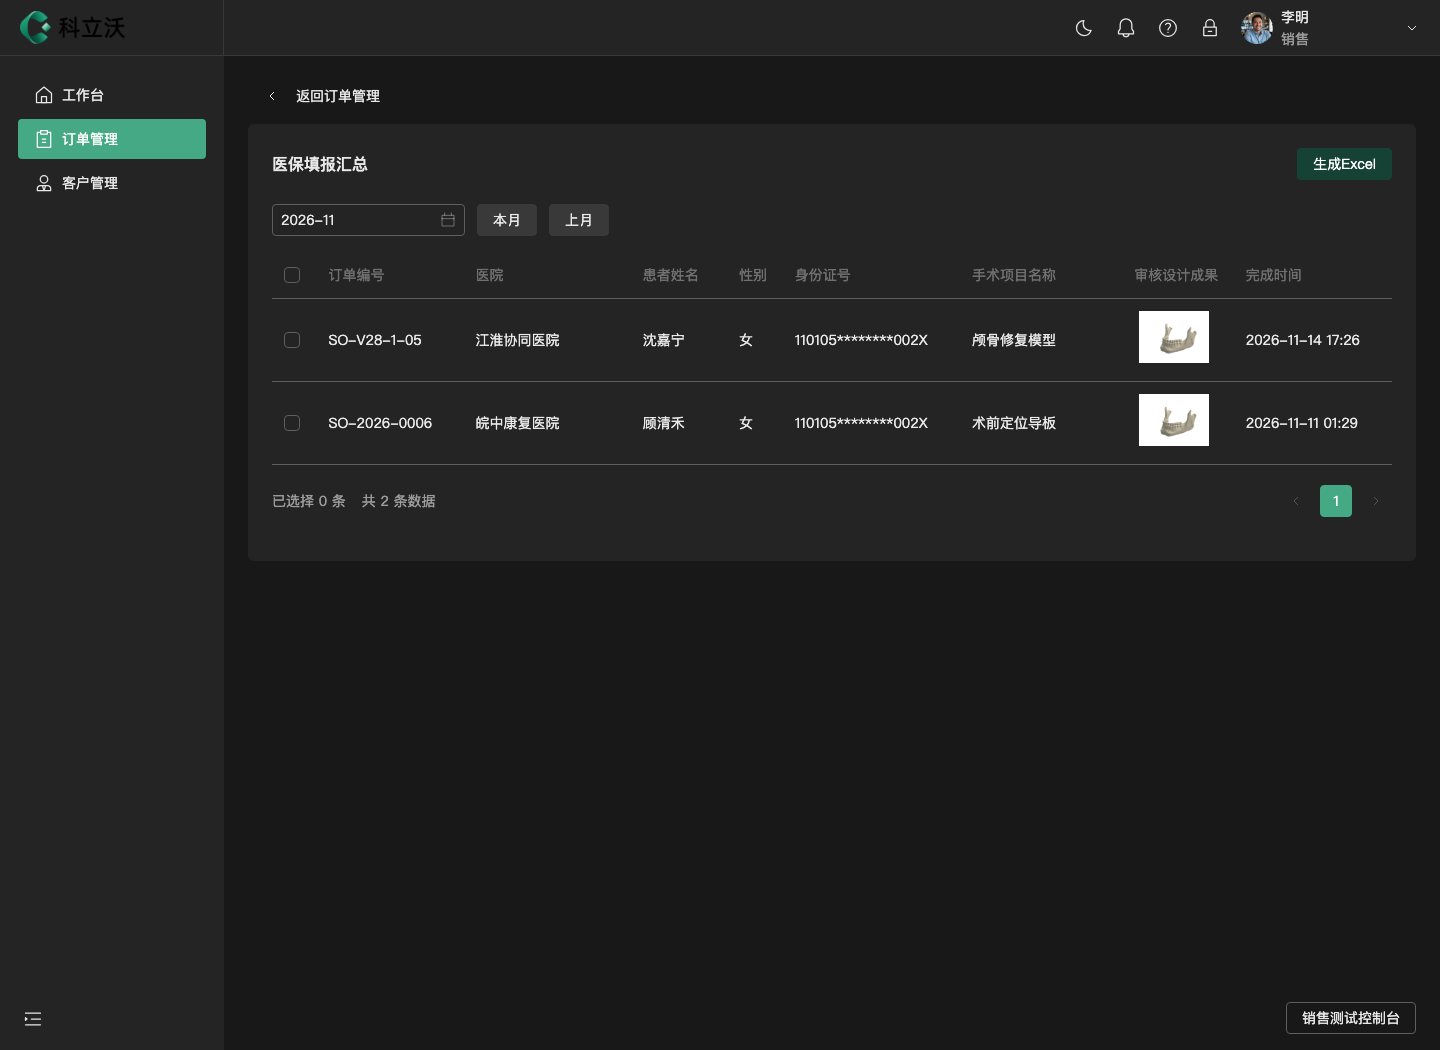 科立沃
李明
销售
工作台
订单管理
客户管理
返回订单管理
医保填报汇总
生成Excel
2026-11
本月
上月
订单编号 医院 患者姓名 性别 身份证号 手术项目名称 审核设计成果 完成时间
SO-V28-1-05 江淮协同医院 沈嘉宁 女 110105********002X 颅骨修复模型 2026-11-14 17:26
SO-2026-0006 皖中康复医院 顾清禾 女 110105********002X 术前定位导板 2026-11-11 01:29
已选择 0 条 共 2 条数据
1
销售测试控制台